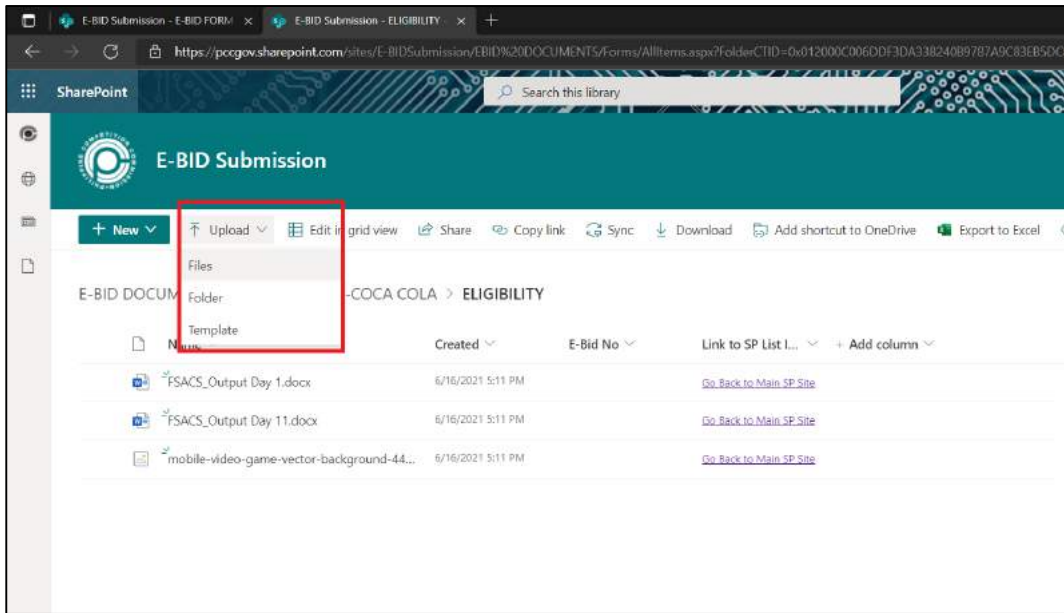 E-BID Submission - E-BID FORM
E-BID Submission - ELIGIBILITY
https://pccgov.sharepoint.com/sites/E-BIDSubmission/EBID%20DOCUMENTS/Forms/AllItems.aspx?FolderCTID=
SharePoint
Search this library
E-BID Submission
+ New
Upload
Edit in grid view
Share
Copy link
Sync
Download
Add shortcut to OneDrive
Export to Excel
Files
Folder
Template
E-BID DOCUM
-COCA COLA > ELIGIBILITY
Created
E-Bid No
Link to SP List I...
+ Add column
FSACS_Output Day 1.docx
6/16/2021 5:11 PM
Go Back to Main SP Site
FSACS_Output Day 11.docx
6/16/2021 5:11 PM
Go Back to Main SP Site
mobile-video-game-vector-background-44...
6/16/2021 5:11 PM
Go Back to Main SP Site